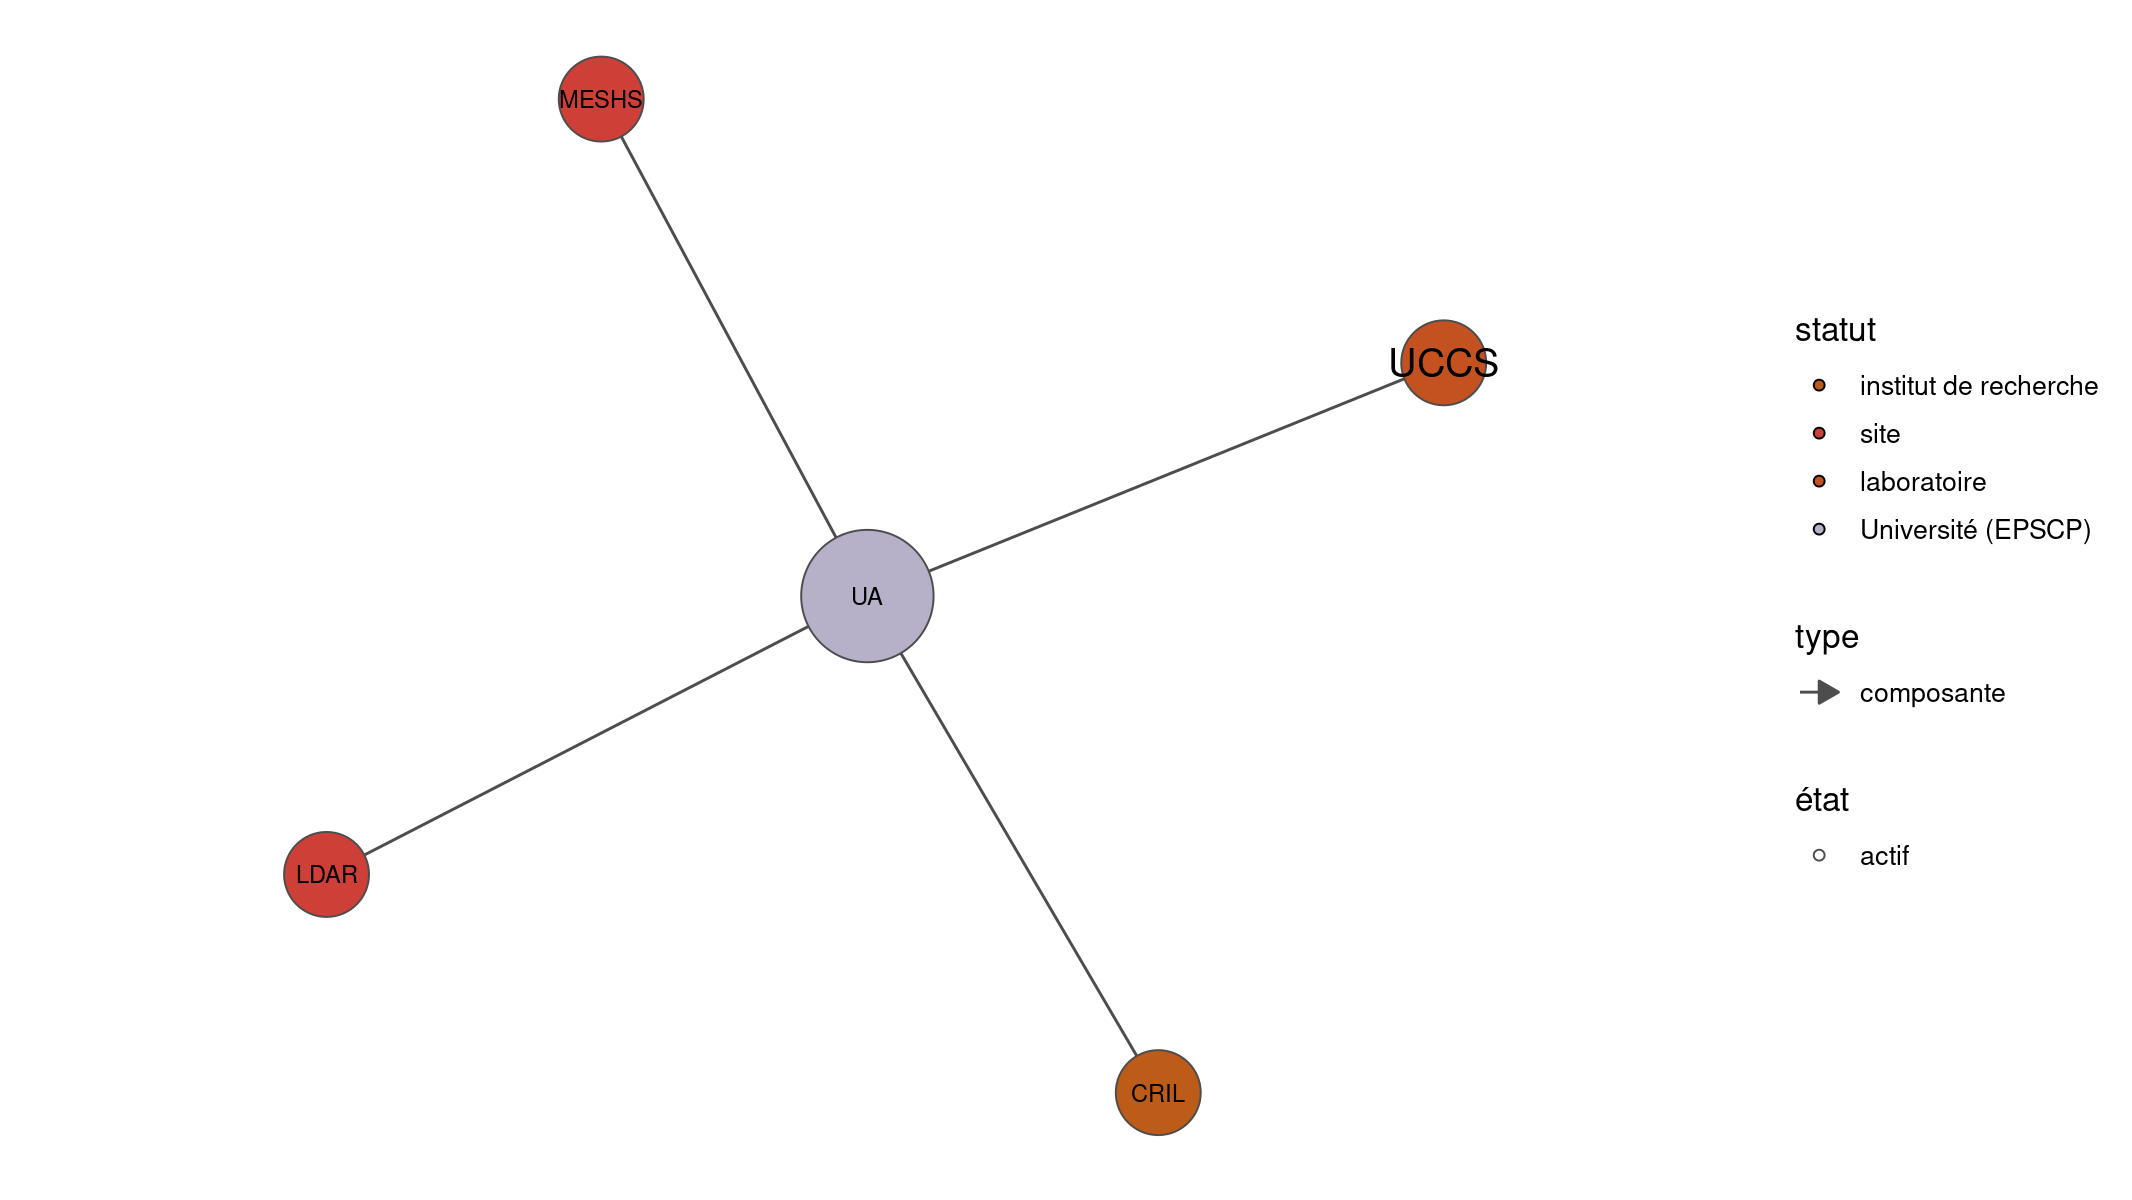 MESHS
UCCS
UA
LDAR
CRIL
statut
institut de recherche
site
laboratoire
Université (EPSCP)
type
composante
état
actif